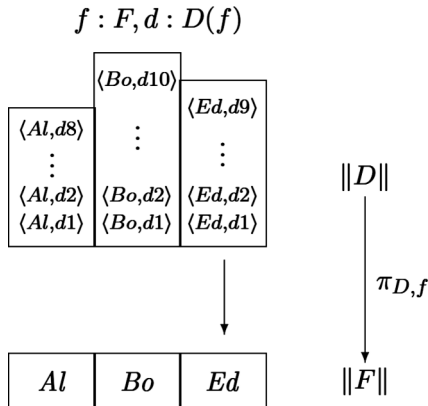 f : F, d : D(f)
⟨Bo,d10⟩
⟨Ed,d9⟩
⟨Al,d8⟩
⋮ ⋮ ⋮
⟨Al,d2⟩ ⟨Bo,d2⟩ ⟨Ed,d2⟩
⟨Al,d1⟩ ⟨Bo,d1⟩ ⟨Ed,d1⟩
‖D‖
π_{D,f}
Al Bo Ed ‖F‖